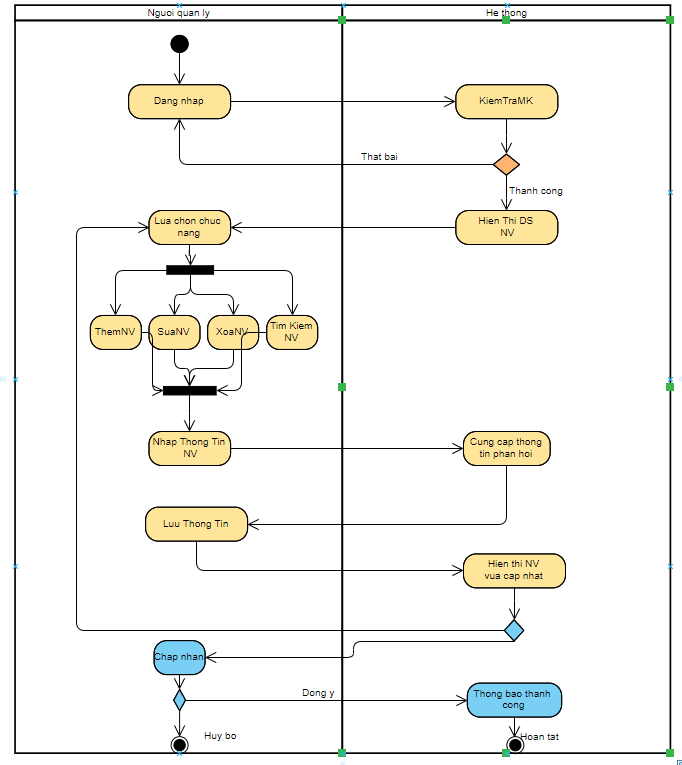 Nguoi quan ly
He thong
Dang nhap
KiemTraMK
That bai
Thanh cong
Lua chon chuc
nang
Hien Thi DS
NV
ThemNV
SuaNV
XoaNV
Tim Kiem
NV
Nhap Thong Tin
NV
Cung cap thong
tin phan hoi
Luu Thong Tin
Hien thi NV
vua cap nhat
Chap nhan
Dong y
Thong bao thanh
cong
Huy bo
Hoan tat